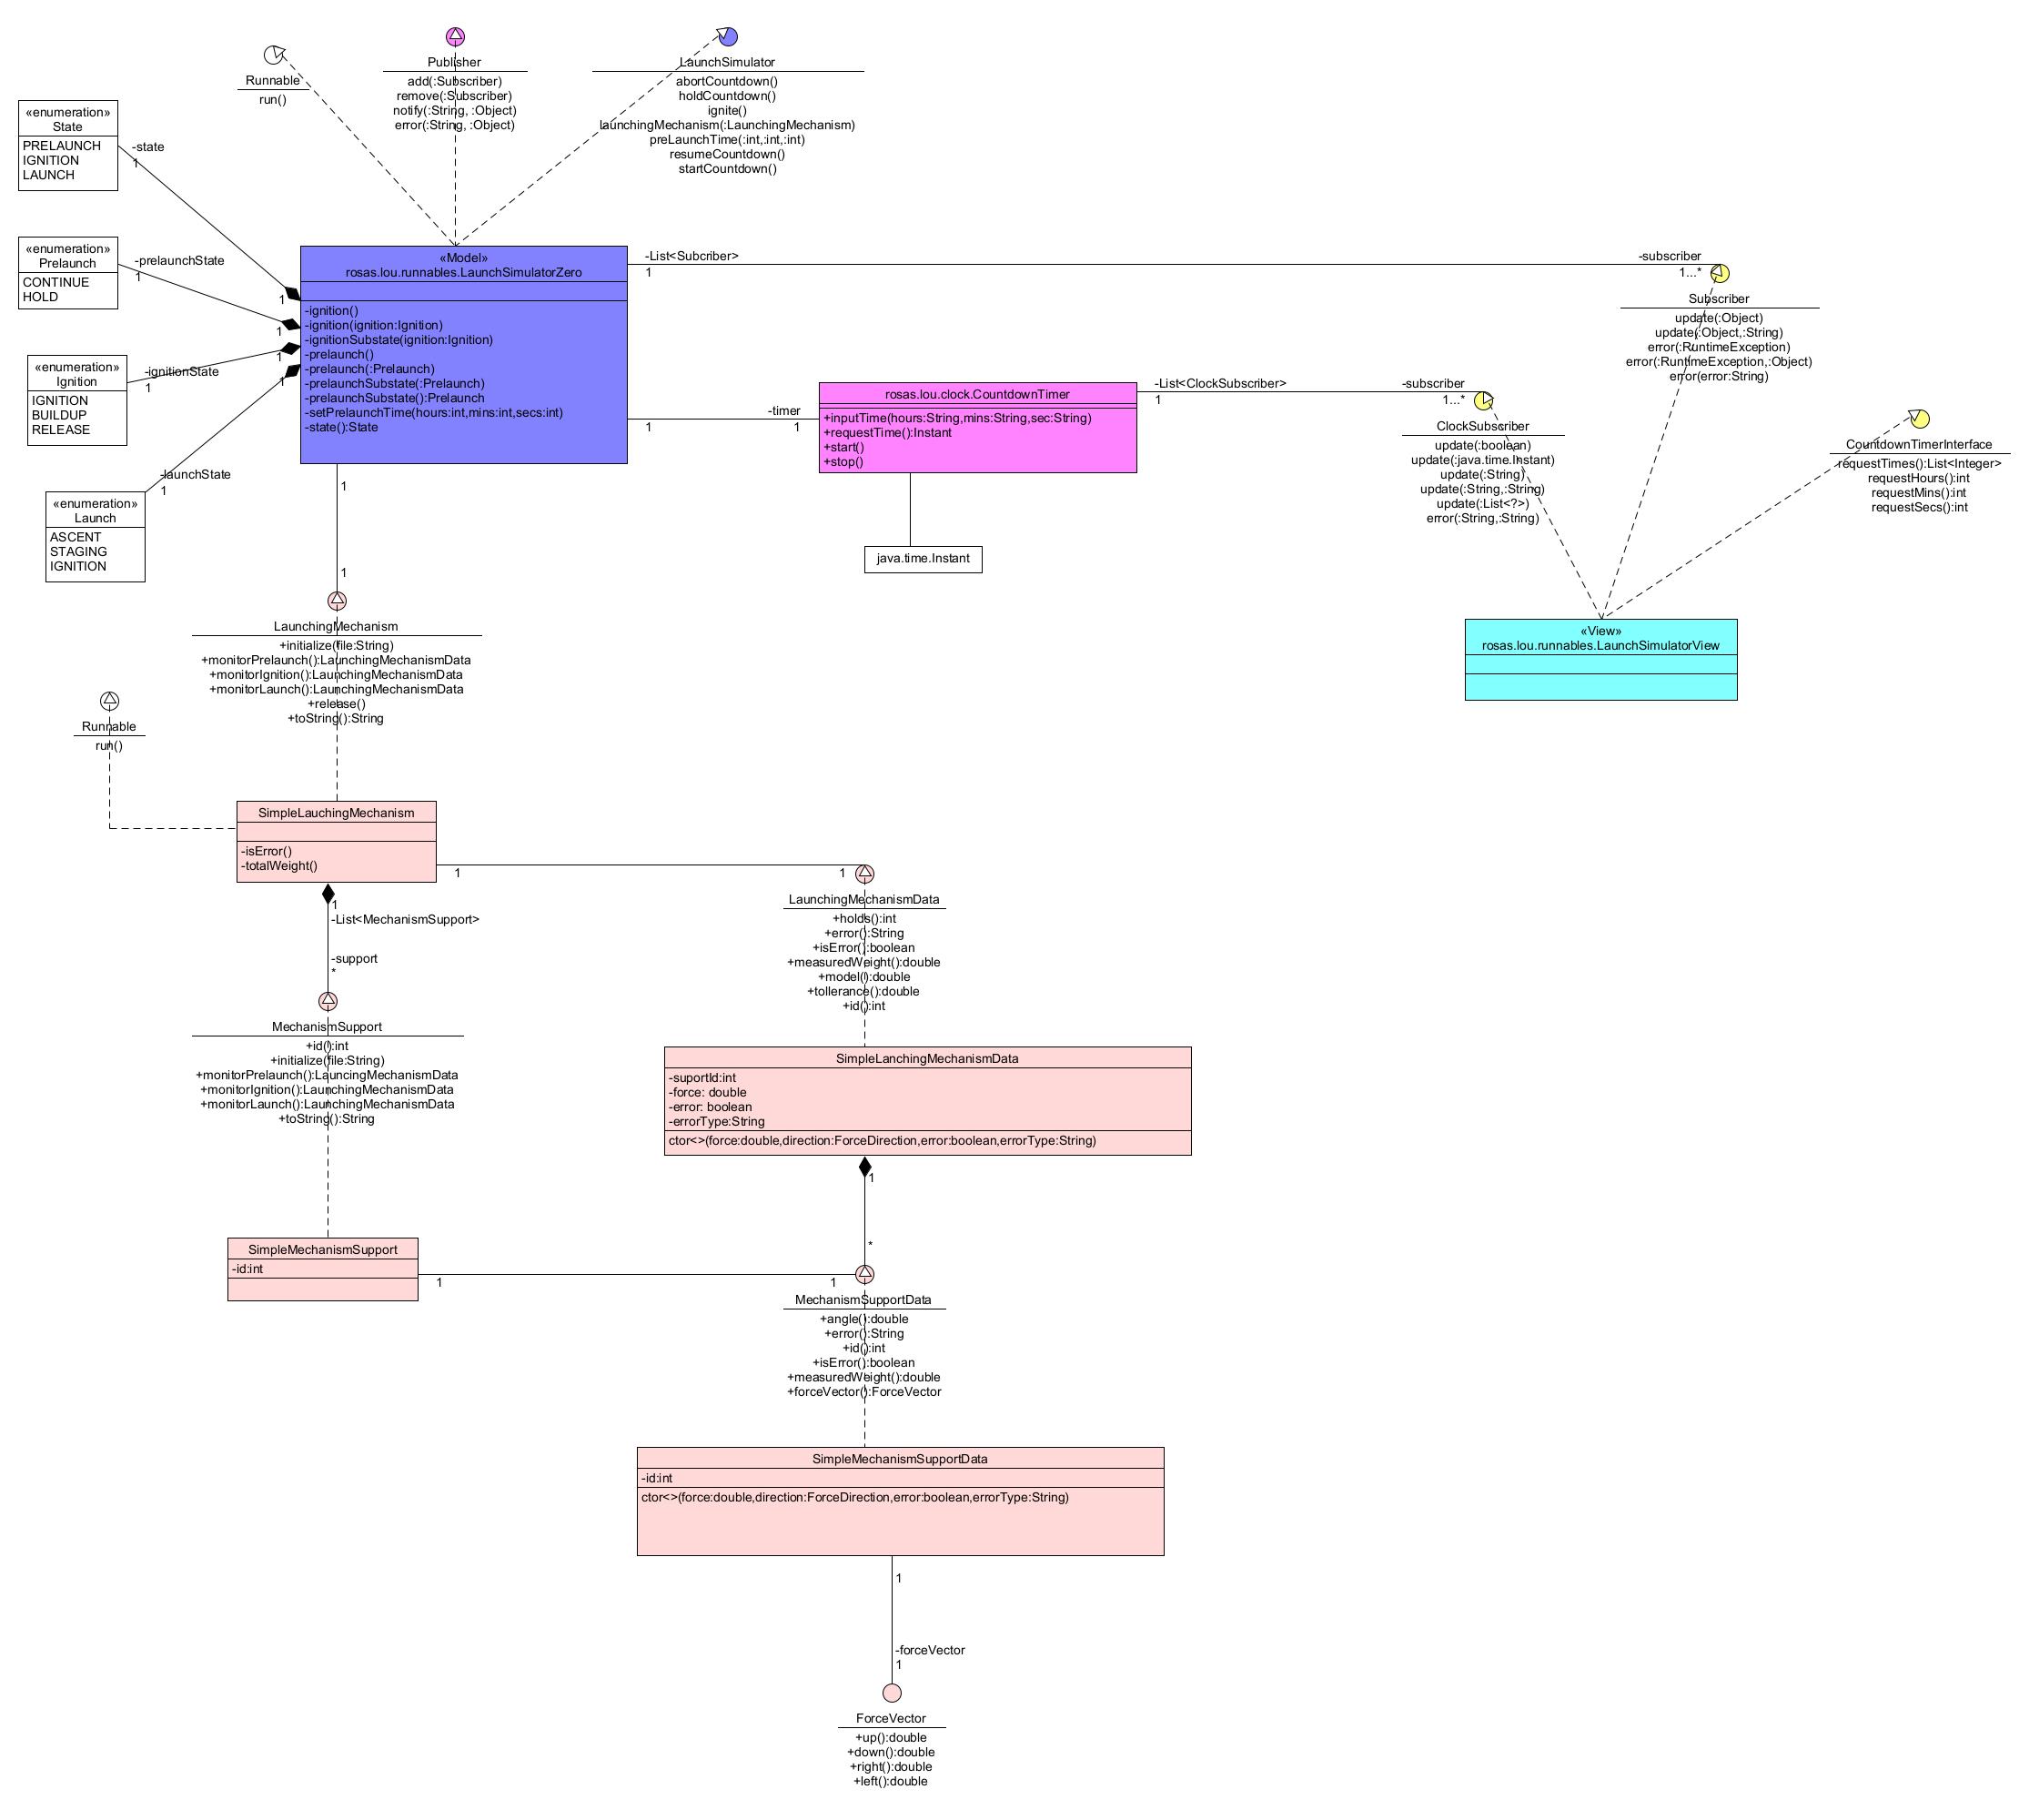 Runnable
run()
Publisher
add(:Subscriber)
remove(:Subscriber)
notify(:String, :Object)
error(:String, :Object)
LaunchSimulator
abortCountdown()
holdCountdown()
ignite()
launchingMechanism(:LaunchingMechanism)
preLaunchTime(:int,:int,:int)
resumeCountdown()
startCountdown()
«enumeration»
State
PRELAUNCH
IGNITION
LAUNCH
-state
1
1
«enumeration»
Prelaunch
CONTINUE
HOLD
-prelaunchState
1
1
«enumeration»
Ignition
IGNITION
BUILDUP
RELEASE
-ignitionState
1
1
«enumeration»
Launch
ASCENT
STAGING
IGNITION
-launchState
1
1
«Model»
rosas.lou.runnables.LaunchSimulatorZero
-ignition()
-ignition(ignition:Ignition)
-ignitionSubstate(ignition:Ignition)
-prelaunch()
-prelaunch(:Prelaunch)
-prelaunchSubstate(:Prelaunch)
-prelaunchSubstate():Prelaunch
-setPrelaunchTime(hours:int,mins:int,secs:int)
-state():State
-List<Subcriber>
1
-subscriber
1...*
Subscriber
update(:Object)
update(:Object,:String)
error(:RuntimeException)
error(:RuntimeException,:Object)
error(error:String)
1
-timer
1
rosas.lou.clock.CountdownTimer
+inputTime(hours:String,mins:String,sec:String)
+requestTime():Instant
+start()
+stop()
-List<ClockSubscriber>
1
-subscriber
1...*
ClockSubscriber
update(:boolean)
update(:java.time.Instant)
update(:String)
update(:String,:String)
update(:List<?>)
error(:String,:String)
CountdownTimerInterface
requestTimes():List<Integer>
requestHours():int
requestMins():int
requestSecs():int
java.time.Instant
«View»
rosas.lou.runnables.LaunchSimulatorView
1
1
LaunchingMechanism
+initialize(file:String)
+monitorPrelaunch():LaunchingMechanismData
+monitorIgnition():LaunchingMechanismData
+monitorLaunch():LaunchingMechanismData
+release()
+toString():String
Runnable
run()
SimpleLauchingMechanism
-isError()
-totalWeight()
1
1
1
-List<MechanismSupport>
-support
*
LaunchingMechanismData
+holds():int
+error():String
+isError():boolean
+measuredWeight():double
+model():double
+tollerance():double
+id():int
MechanismSupport
+id():int
+initialize(file:String)
+monitorPrelaunch():LauncingMechanismData
+monitorIgnition():LaunchingMechanismData
+monitorLaunch():LaunchingMechanismData
+toString():String
SimpleLanchingMechanismData
-suportId:int
-force: double
-error: boolean
-errorType:String
ctor<>(force:double,direction:ForceDirection,error:boolean,errorType:String)
1
*
SimpleMechanismSupport
-id:int
1
1
MechanismSupportData
+angle():double
+error():String
+id():int
+isError():boolean
+measuredWeight():double
+forceVector():ForceVector
SimpleMechanismSupportData
-id:int
ctor<>(force:double,direction:ForceDirection,error:boolean,errorType:String)
1
-forceVector
1
ForceVector
+up():double
+down():double
+right():double
+left():double